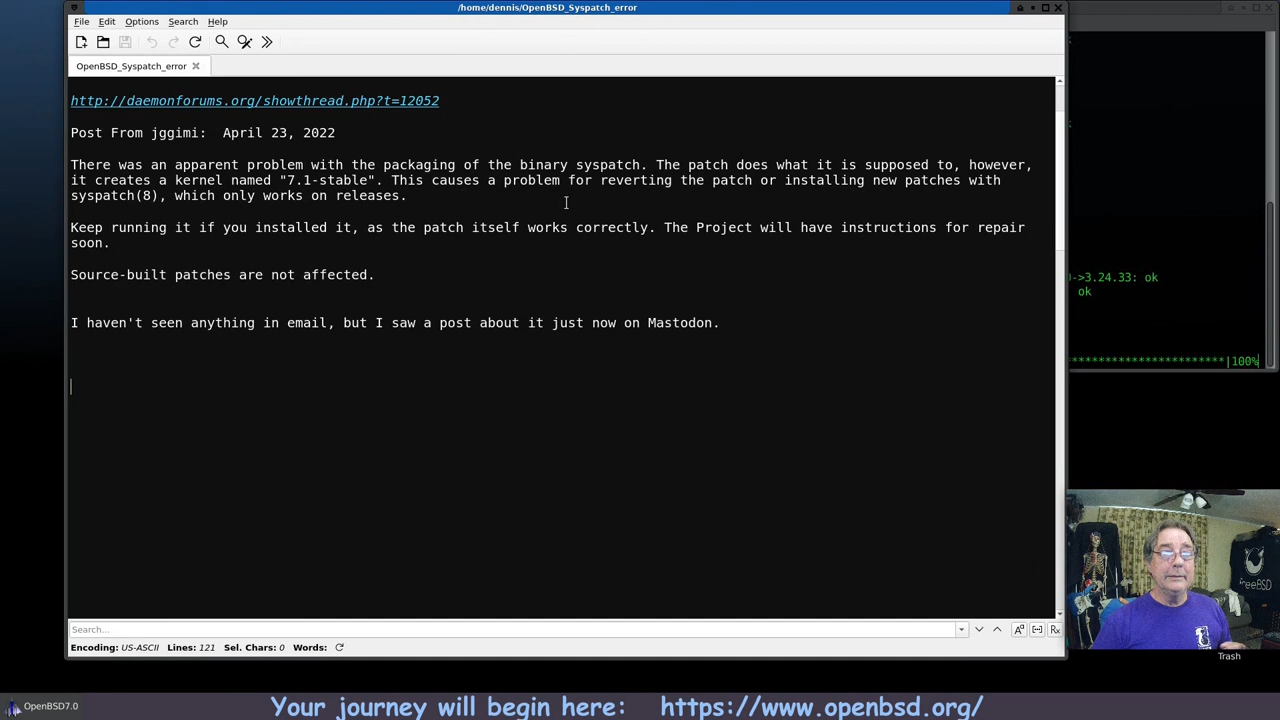 /home/dennis/OpenBSD_Syspatch_error
File Edit Options Search Help
OpenBSD_Syspatch_error
http://daemonforums.org/showthread.php?t=12052
Post From jggimi:  April 23, 2022
There was an apparent problem with the packaging of the binary syspatch. The patch does what it is supposed to, however,
it creates a kernel named "7.1-stable". This causes a problem for reverting the patch or installing new patches with
syspatch(8), which only works on releases.
Keep running it if you installed it, as the patch itself works correctly. The Project will have instructions for repair
soon.
Source-built patches are not affected.
I haven't seen anything in email, but I saw a post about it just now on Mastodon.
->3.24.33: ok
ok
************************|100%
Search...
Encoding: US-ASCII Lines: 121 Sel. Chars: 0 Words:
freeBSD
Trash
OpenBSD7.0
Your journey will begin here: https://www.openbsd.org/